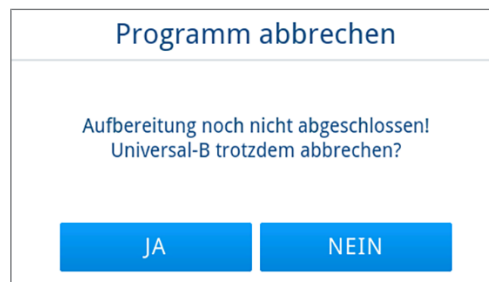 Programm abbrechen
Aufbereitung noch nicht abgeschlossen!
Universal-B trotzdem abbrechen?
JA
NEIN